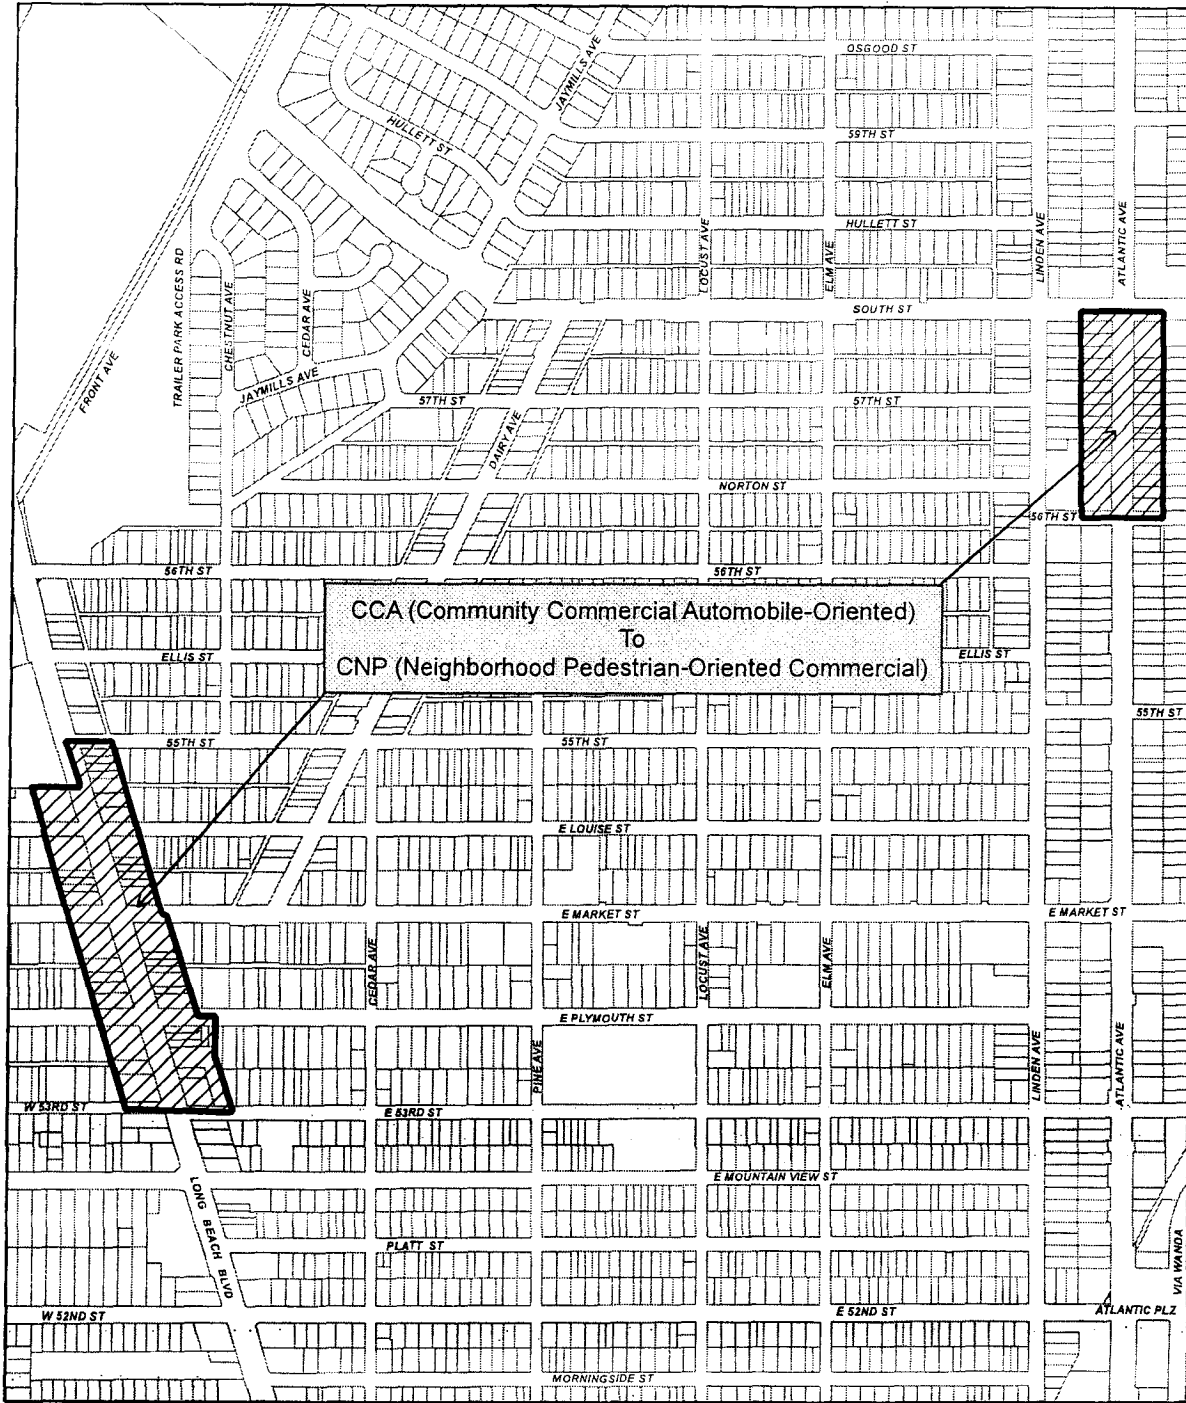 OSGOOD ST
JAYMILLS AVE
HULLETT ST
59TH ST
HULLETT ST
LOCUST AVE
ELM AVE
LINDEN AVE
ATLANTIC AVE
TRAILER PARK ACCESS RD
CHESTNUT AVE
CEDAR AVE
SOUTH ST
FRONT AVE
JAYMILLS AVE
57TH ST
57TH ST
DAIRY AVE
NORTON ST
56TH ST
56TH ST
56TH ST
CCA (Community Commercial Automobile-Oriented)
To
CNP (Neighborhood Pedestrian-Oriented Commercial)
ELLIS ST
ELLIS ST
55TH ST
55TH ST
55TH ST
E LOUISE ST
E MARKET ST
E MARKET ST
CEDAR AVE
LOCUST AVE
ELM AVE
E PLYMOUTH ST
PINE AVE
LINDEN AVE
ATLANTIC AVE
W 53RD ST
E 53RD ST
E MOUNTAIN VIEW ST
LONG BEACH BLVD
PLATT ST
VIA WANDA
W 52ND ST
E 52ND ST
ATLANTIC PLZ
MORNINGSIDE ST